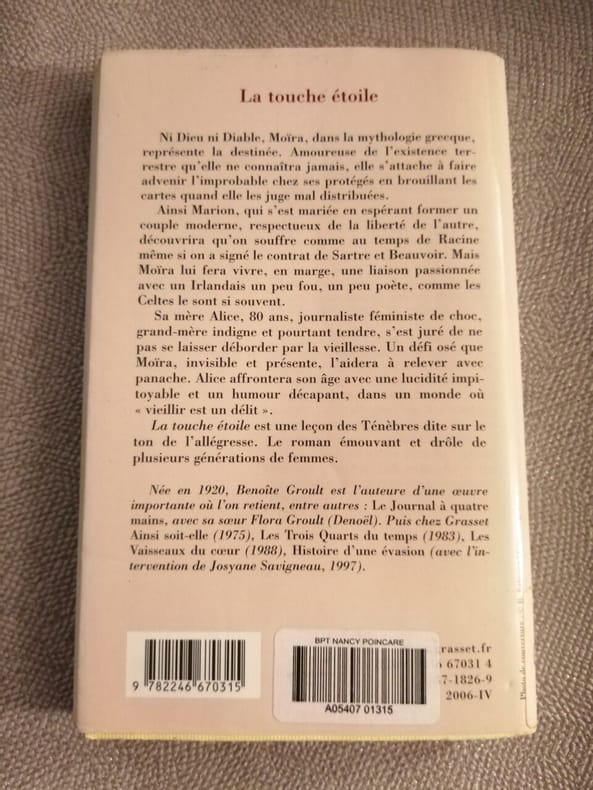 La touche étoile
Ni Dieu ni Diable, Moïra, dans la mythologie grecque,
représente la destinée. Amoureuse de l'existence ter-
restre qu'elle ne connaîtra jamais, elle s'attache à faire
advenir l'improbable chez ses protégés en brouillant les
cartes quand elle les juge mal distribuées.
Ainsi Marion, qui s'est mariée en espérant former un
couple moderne, respectueux de la liberté de l'autre,
découvrira qu'on souffre comme au temps de Racine
même si on a signé le contrat de Sartre et Beauvoir. Mais
Moïra lui fera vivre, en marge, une liaison passionnée
avec un Irlandais un peu fou, un peu poète, comme les
Celtes le sont si souvent.
Sa mère Alice, 80 ans, journaliste féministe de choc,
grand-mère indigne et pourtant tendre, s'est juré de ne
pas se laisser déborder par la vieillesse. Un défi osé que
Moïra, invisible et présente, l'aidera à relever avec
panache. Alice affrontera son âge avec une lucidité impi-
toyable et un humour décapant, dans un monde où
« vieillir est un délit ».
La touche étoile est une leçon des Ténèbres dite sur le
ton de l'allégresse. Le roman émouvant et drôle de
plusieurs générations de femmes.
Née en 1920, Benoîte Groult est l'auteure d'une œuvre
importante où l'on retient, entre autres : Le Journal à quatre
mains, avec sa sœur Flora Groult (Denoël). Puis chez Grasset
Ainsi soit-elle (1975), Les Trois Quarts du temps (1983), Les
Vaisseaux du cœur (1988), Histoire d'une évasion (avec l'in-
tervention de Josyane Savigneau, 1997).
9 782246 670315
BPT NANCY POINCARE
A05407 01315
grasset.fr
67031 4
7-1826-9
2006-IV
Photo de couverture